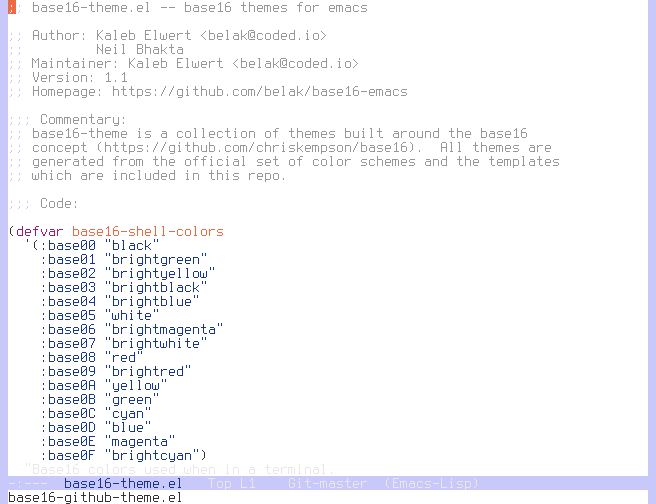 ;; base16-theme.el -- base16 themes for emacs

;; Author: Kaleb Elwert <belak@coded.io>
;;         Neil Bhakta
;; Maintainer: Kaleb Elwert <belak@coded.io>
;; Version: 1.1
;; Homepage: https://github.com/belak/base16-emacs

;;; Commentary:
;; base16-theme is a collection of themes built around the base16
;; concept (https://github.com/chriskempson/base16).  All themes are
;; generated from the official set of color schemes and the templates
;; which are included in this repo.

;;; Code:

(defvar base16-shell-colors
  '(:base00 "black"
    :base01 "brightgreen"
    :base02 "brightyellow"
    :base03 "brightblack"
    :base04 "brightblue"
    :base05 "white"
    :base06 "brightmagenta"
    :base07 "brightwhite"
    :base08 "red"
    :base09 "brightred"
    :base0A "yellow"
    :base0B "green"
    :base0C "cyan"
    :base0D "blue"
    :base0E "magenta"
    :base0F "brightcyan")
  "Base16 colors used when in a terminal.
-:---  base16-theme.el   Top L1    Git-master  (Emacs-Lisp)
base16-github-theme.el